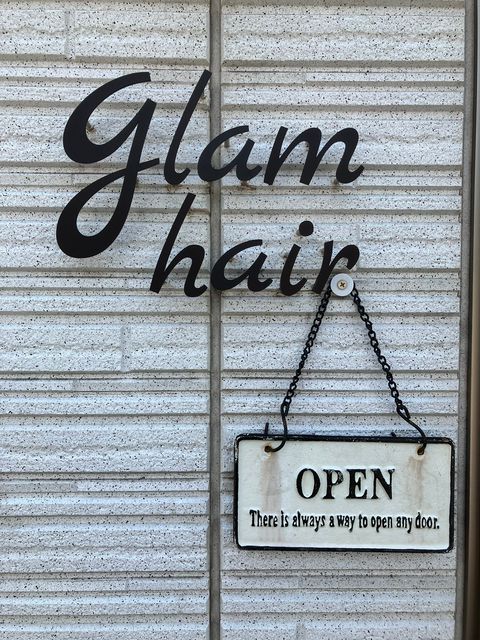 Glam
hair
OPEN
There is always a way to open any door.